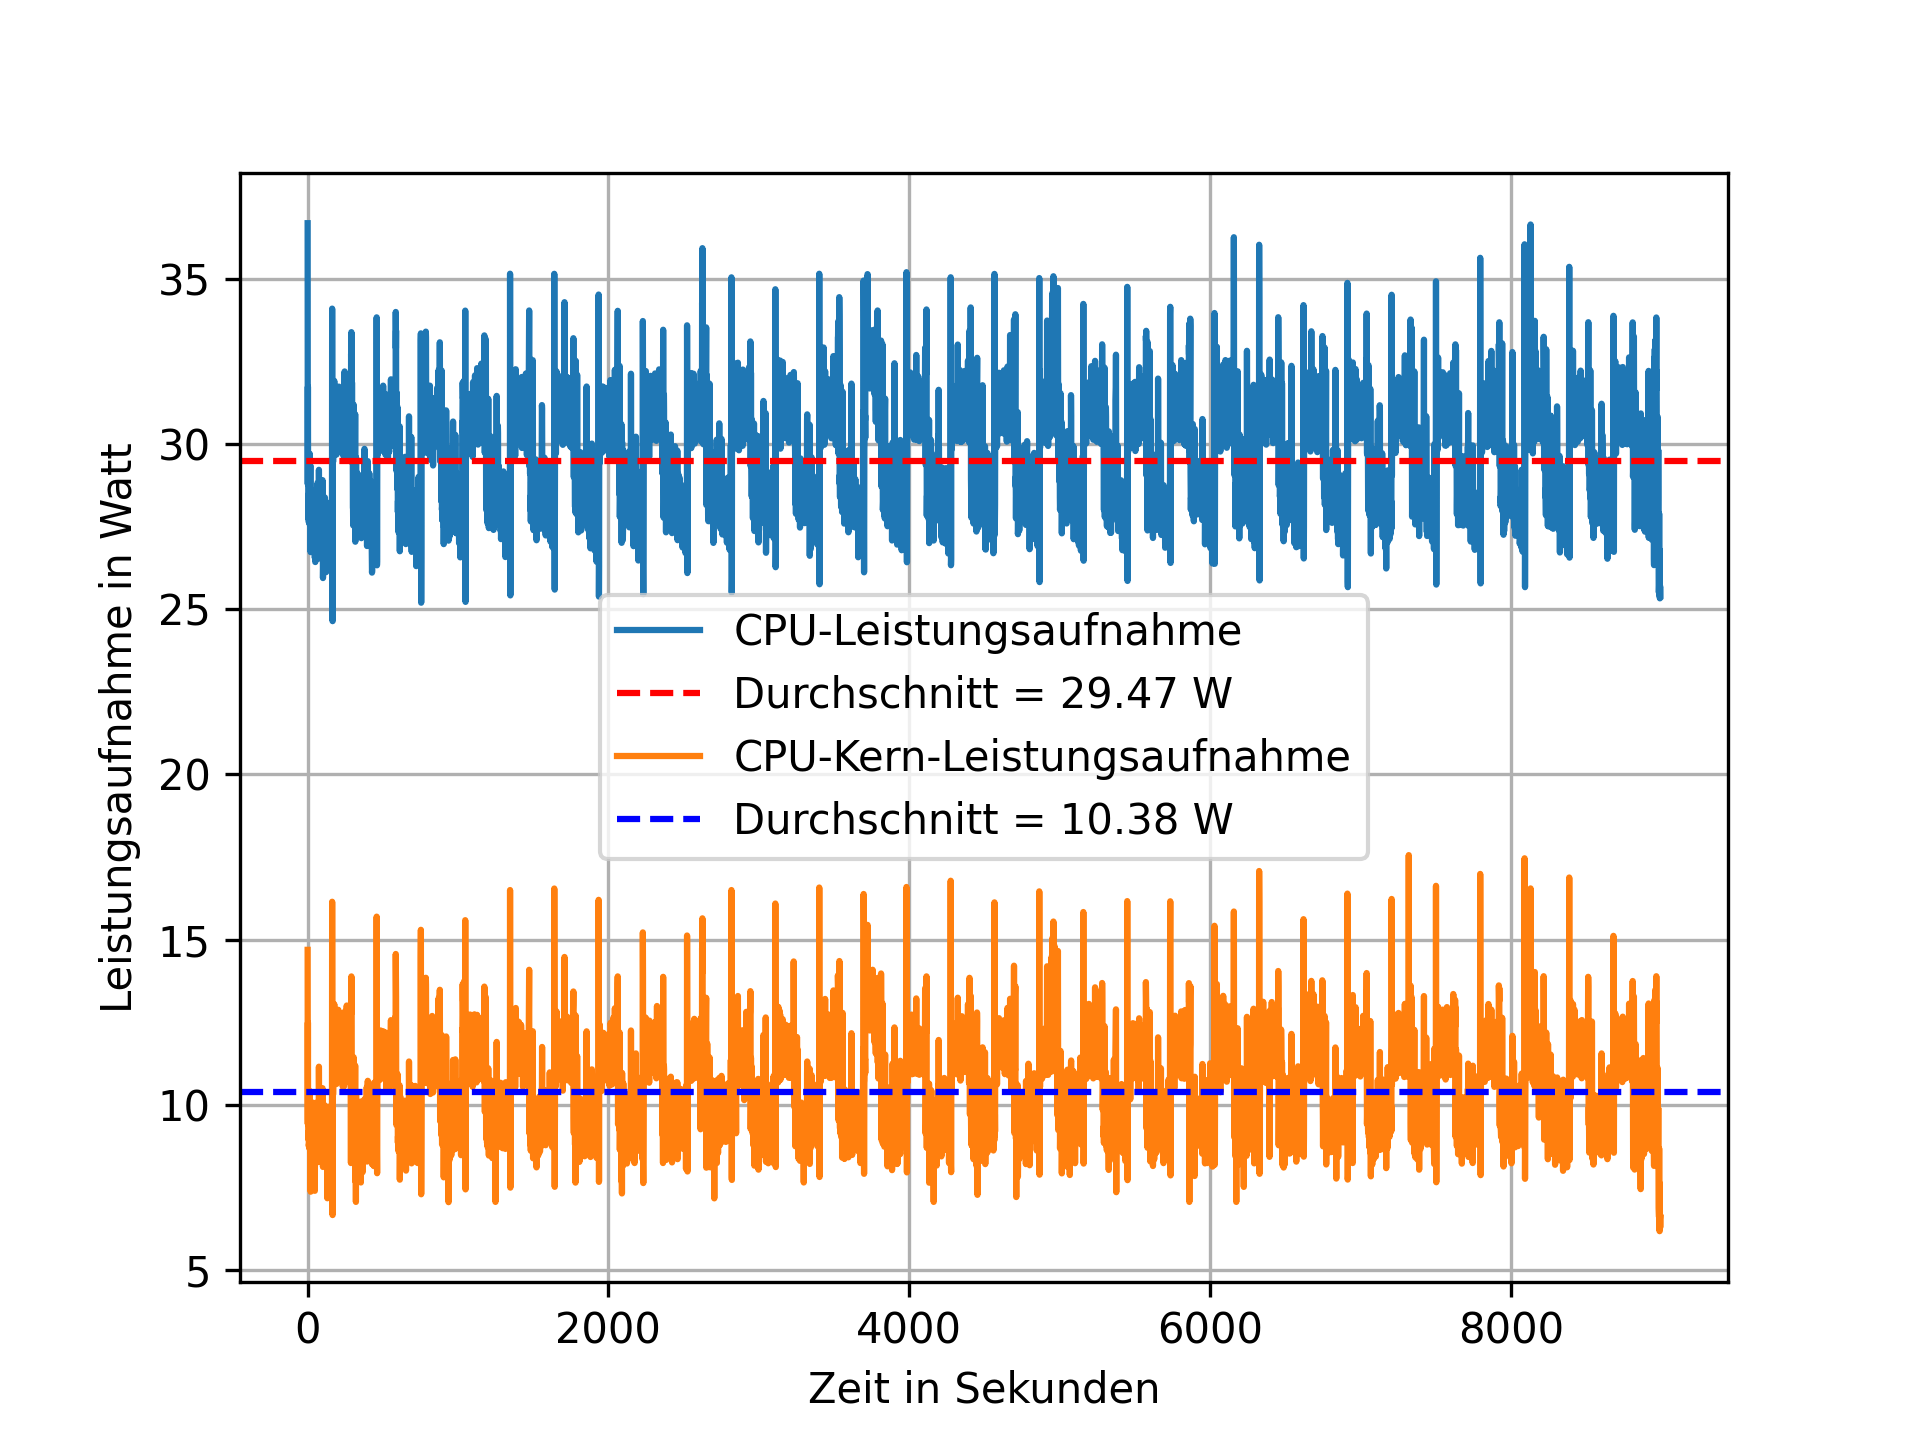 35
30
25
20
15
10
5
Leistungsaufnahme in Watt
CPU-Leistungsaufnahme
Durchschnitt = 29.47 W
CPU-Kern-Leistungsaufnahme
Durchschnitt = 10.38 W
0 2000 4000 6000 8000
Zeit in Sekunden